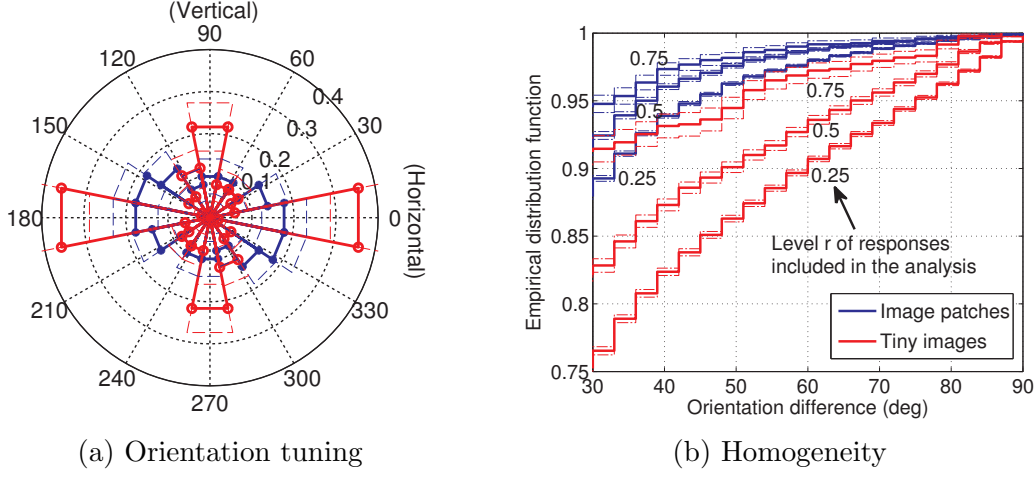 (Vertical)
90
120
60
0.4
150
0.3
30
0.2
0.1
180
0
(Horizontal)
210
330
240
300
270
(a) Orientation tuning
Empirical distribution function
1
0.95
0.9
0.85
0.8
0.75
0.75
0.5
0.25
0.75
0.5
0.25
Level r of responses
included in the analysis
Image patches
Tiny images
30 40 50 60 70 80 90
Orientation difference (deg)
(b) Homogeneity